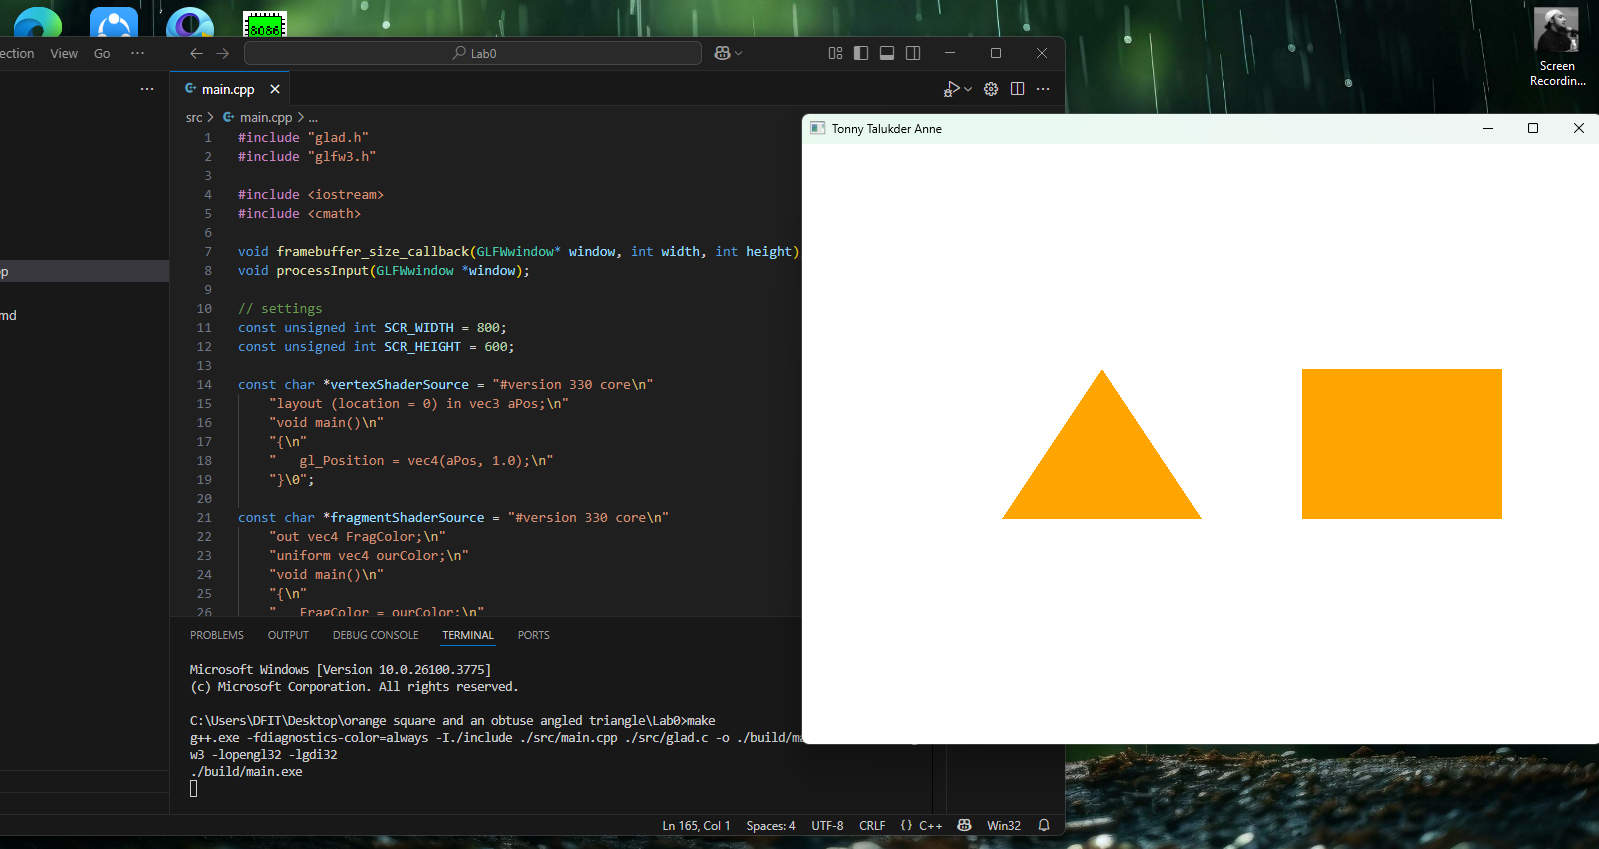 8086
Screen
Recordin...
ection View Go ...
Lab0
main.cpp
src > main.cpp > ...
1 #include "glad.h"
2 #include "glfw3.h"
3
4 #include <iostream>
5 #include <cmath>
6
7 void framebuffer_size_callback(GLFWwindow* window, int width, int height)
8 void processInput(GLFWwindow *window);
9
10 // settings
11 const unsigned int SCR_WIDTH = 800;
12 const unsigned int SCR_HEIGHT = 600;
13
14 const char *vertexShaderSource = "#version 330 core\n"
15 "layout (location = 0) in vec3 aPos;\n"
16 "void main()\n"
17 "{\n"
18 "   gl_Position = vec4(aPos, 1.0);\n"
19 "}\0";
20
21 const char *fragmentShaderSource = "#version 330 core\n"
22 "out vec4 FragColor;\n"
23 "uniform vec4 ourColor;\n"
24 "void main()\n"
25 "{\n"
26 "   FragColor = ourColor;\n"
p
md
PROBLEMS OUTPUT DEBUG CONSOLE TERMINAL PORTS
Microsoft Windows [Version 10.0.26100.3775]
(c) Microsoft Corporation. All rights reserved.
C:\Users\DFIT\Desktop\orange square and an obtuse angled triangle\Lab0>make
g++.exe -fdiagnostics-color=always -I./include ./src/main.cpp ./src/glad.c -o ./build/ma
w3 -lopengl32 -lgdi32
./build/main.exe
Ln 165, Col 1 Spaces: 4 UTF-8 CRLF {} C++ Win32
Tonny Talukder Anne